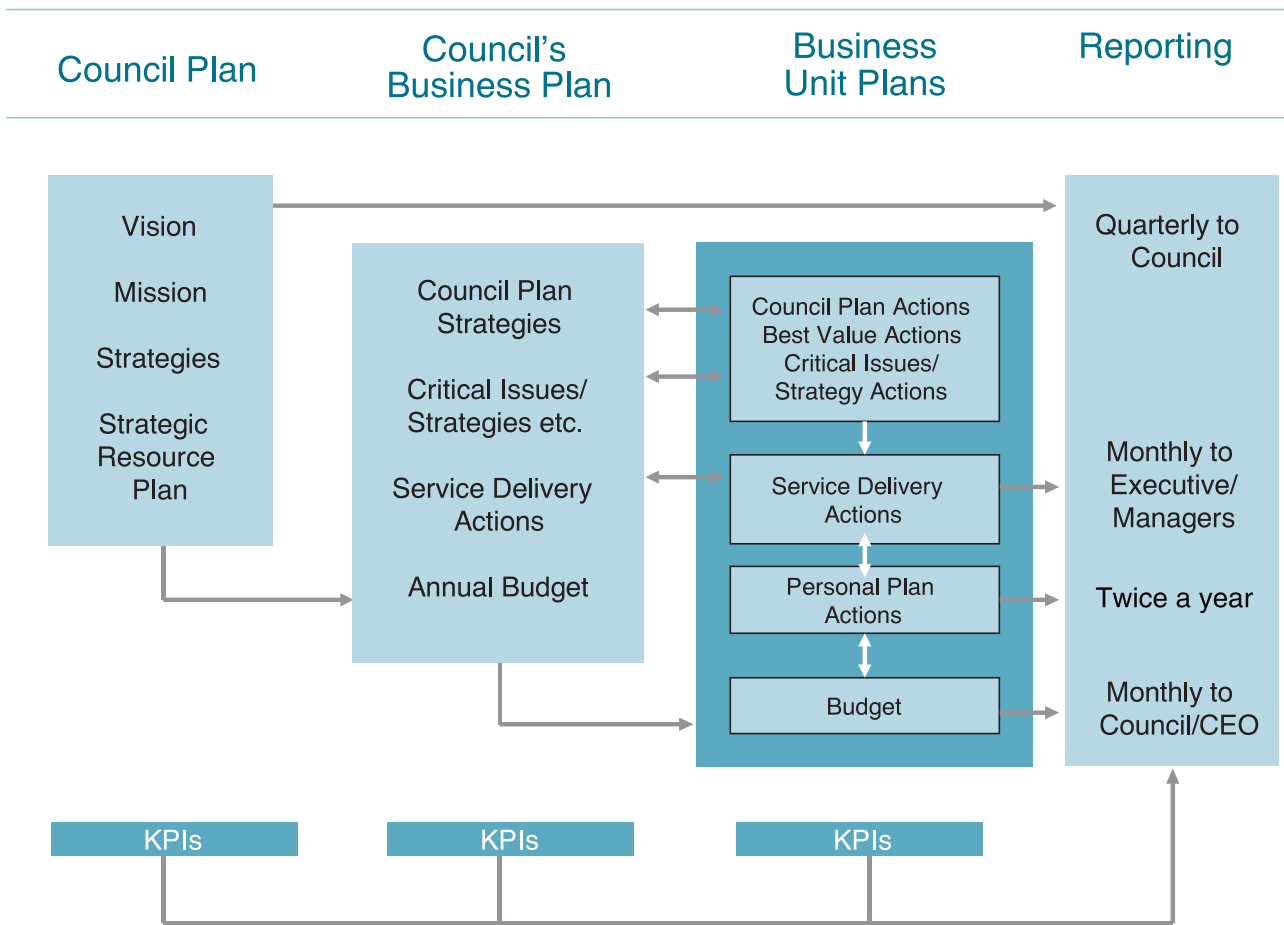 Council Plan
Council's
Business Plan
Business
Unit Plans
Reporting
Vision
Mission
Strategies
Strategic
Resource
Plan
Council Plan
Strategies
Critical Issues/
Strategies etc.
Service Delivery
Actions
Annual Budget
Council Plan Actions
Best Value Actions
Critical Issues/
Strategy Actions
Service Delivery
Actions
Personal Plan
Actions
Budget
Quarterly to
Council
Monthly to
Executive/
Managers
Twice a year
Monthly to
Council/CEO
KPIs
KPIs
KPIs